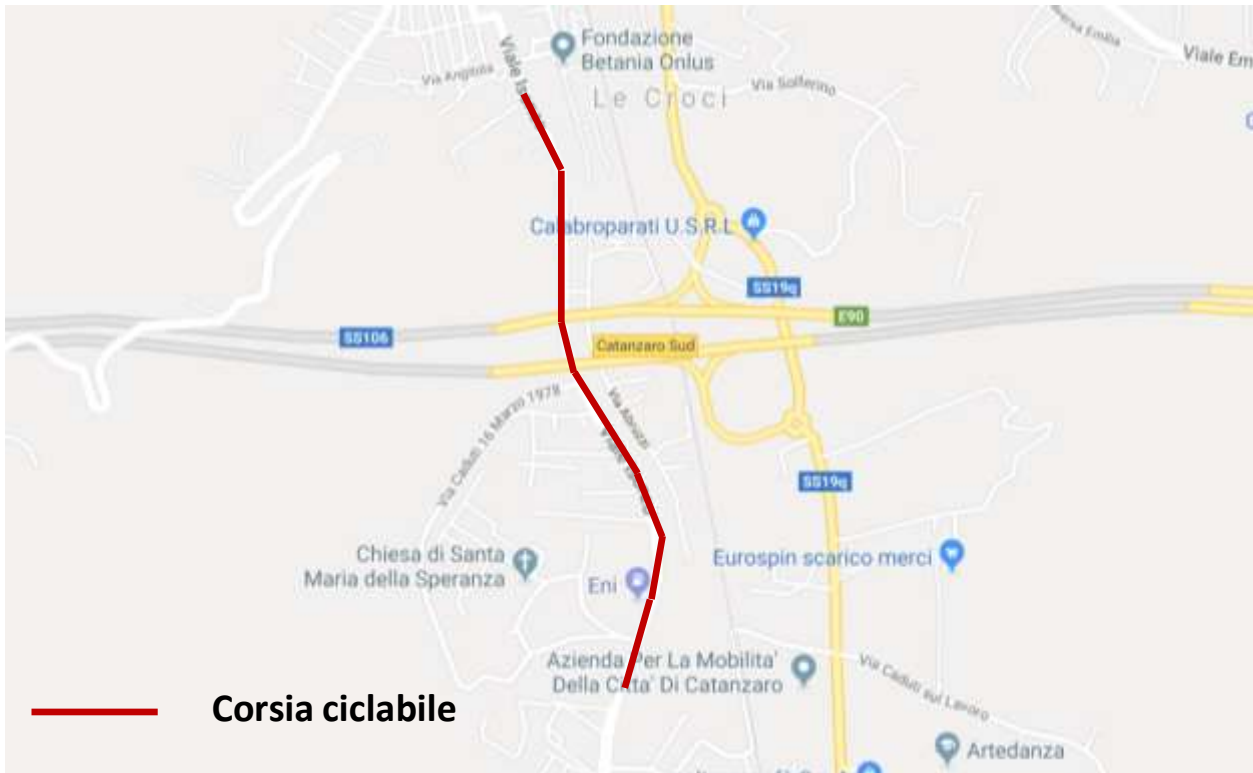 Fondazione
Betania Onlus
Le Croci
Viale
Via Angitola
Via Solferino
Emilia
Viale Em
Calabroparati U.S.R.L
SS19q
E90
SS106
Catanzaro Sud
Via Caduti 16 Marzo 1978
Via Abruzzi
SS19q
Chiesa di Santa
Maria della Speranza
Eni
Eurospin scarico merci
Azienda Per La Mobilita'
Della Citta' Di Catanzaro
Via Caduti sul Lavoro
Corsia ciclabile
Artedanza